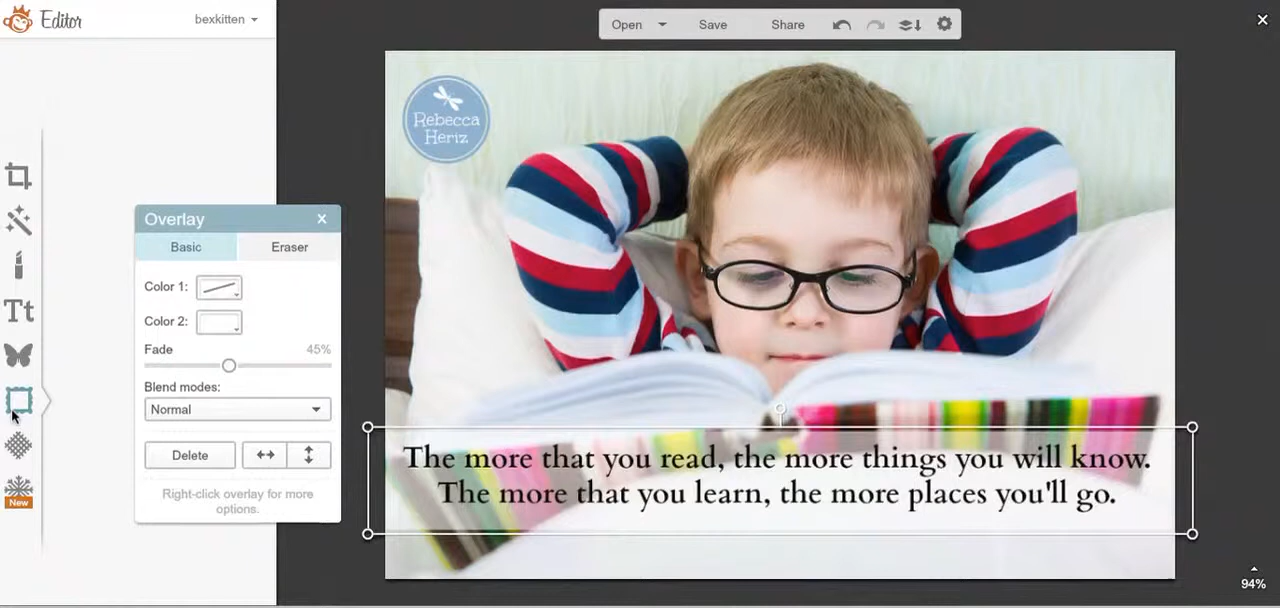 Editor
bexkitten
Open
Save
Share
Rebecca
Heriz
Overlay
Basic
Eraser
Color 1:
Color 2:
Fade
45%
Blend modes:
Normal
Delete
Right-click overlay for more
options.
Tt
New
The more that you read, the more things you will know.
The more that you learn, the more places you'll go.
94%